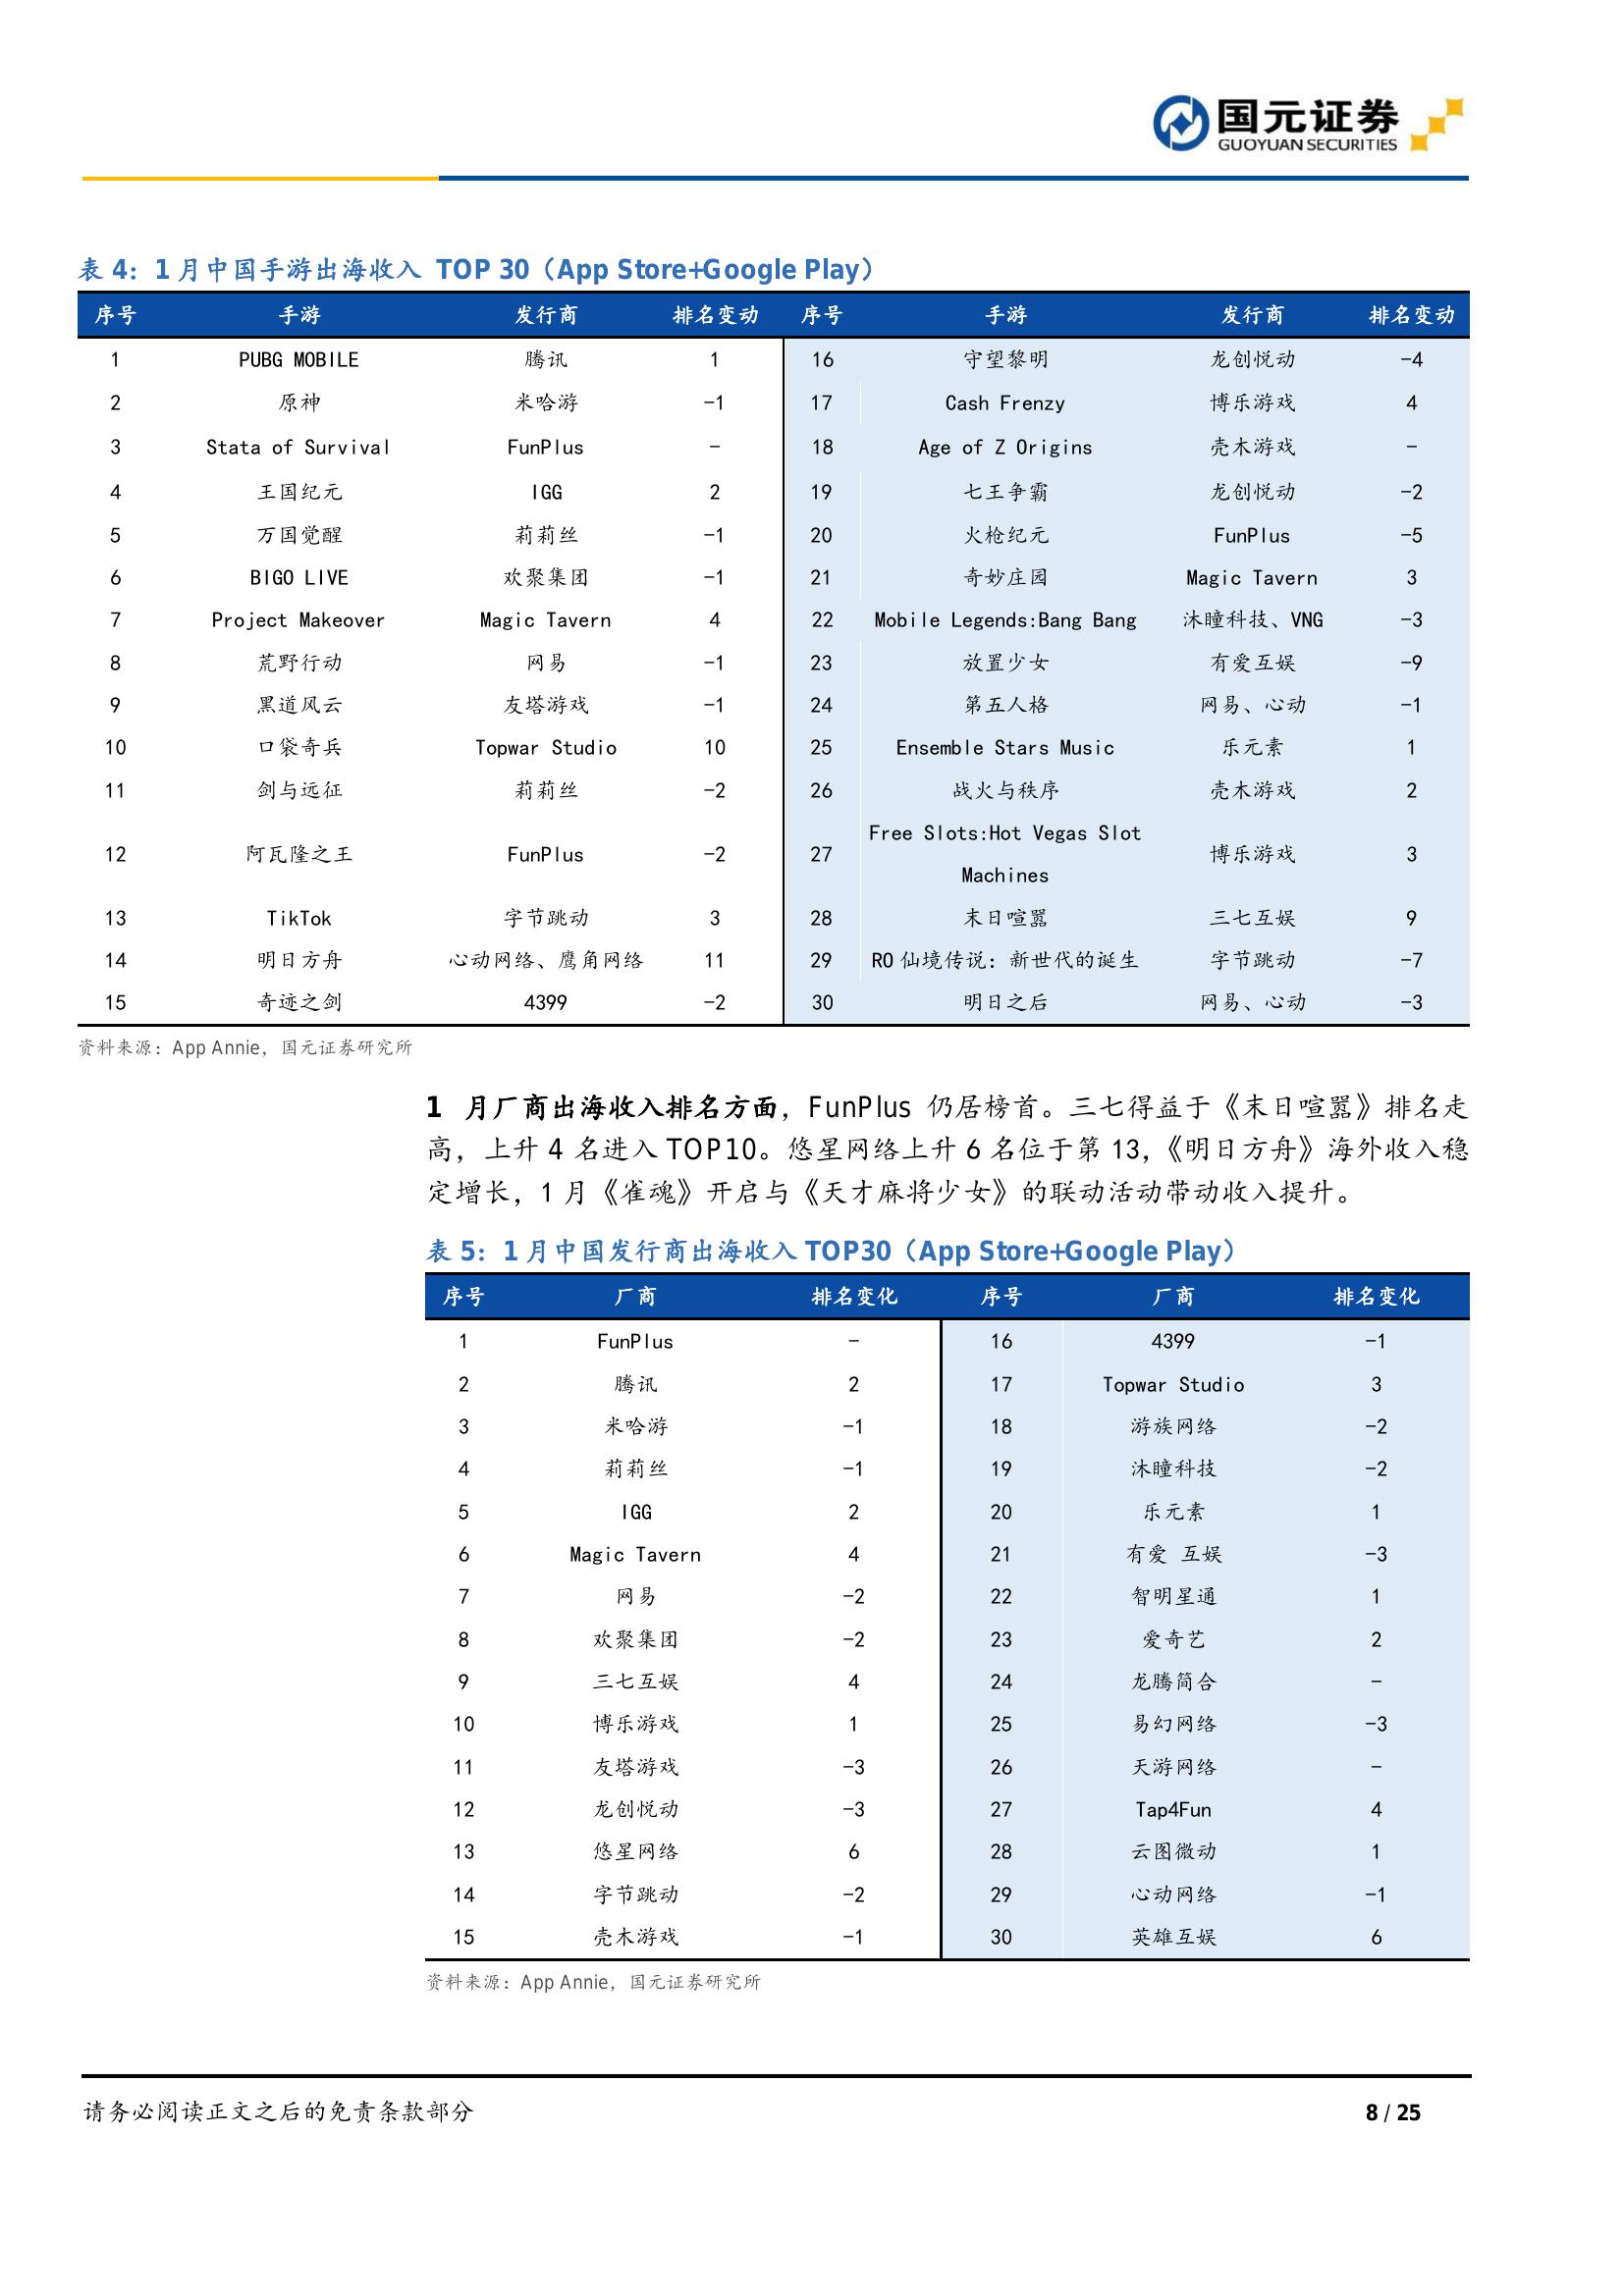 国元证券
GUOYUAN SECURITIES
表 4：1 月中国手游出海收入 TOP 30（App Store+Google Play）
序号 手游 发行商 排名变动 序号 手游 发行商 排名变动
1 PUBG MOBILE 腾讯 1 16 守望黎明 龙创悦动 -4
2 原神 米哈游 -1 17 Cash Frenzy 博乐游戏 4
3 Stata of Survival FunPlus - 18 Age of Z Origins 壳木游戏 -
4 王国纪元 IGG 2 19 七王争霸 龙创悦动 -2
5 万国觉醒 莉莉丝 -1 20 火枪纪元 FunPlus -5
6 BIGO LIVE 欢聚集团 -1 21 奇妙庄园 Magic Tavern 3
7 Project Makeover Magic Tavern 4 22 Mobile Legends:Bang Bang 沐瞳科技、VNG -3
8 荒野行动 网易 -1 23 放置少女 有爱互娱 -9
9 黑道风云 友塔游戏 -1 24 第五人格 网易、心动 -1
10 口袋奇兵 Topwar Studio 10 25 Ensemble Stars Music 乐元素 1
11 剑与远征 莉莉丝 -2 26 战火与秩序 壳木游戏 2
12 阿瓦隆之王 FunPlus -2 27 Free Slots:Hot Vegas Slot
Machines 博乐游戏 3
13 TikTok 字节跳动 3 28 末日喧嚣 三七互娱 9
14 明日方舟 心动网络、鹰角网络 11 29 RO 仙境传说：新世代的诞生 字节跳动 -7
15 奇迹之剑 4399 -2 30 明日之后 网易、心动 -3
资料来源：App Annie，国元证券研究所
1 月厂商出海收入排名方面，FunPlus 仍居榜首。三七得益于《末日喧嚣》排名走
高，上升 4 名进入 TOP10。悠星网络上升 6 名位于第 13,《明日方舟》海外收入稳
定增长，1 月《雀魂》开启与《天才麻将少女》的联动活动带动收入提升。
表 5：1 月中国发行商出海收入 TOP30（App Store+Google Play）
序号 厂商 排名变化 序号 厂商 排名变化
1 FunPlus - 16 4399 -1
2 腾讯 2 17 Topwar Studio 3
3 米哈游 -1 18 游族网络 -2
4 莉莉丝 -1 19 沐瞳科技 -2
5 IGG 2 20 乐元素 1
6 Magic Tavern 4 21 有爱 互娱 -3
7 网易 -2 22 智明星通 1
8 欢聚集团 -2 23 爱奇艺 2
9 三七互娱 4 24 龙腾简合 -
10 博乐游戏 1 25 易幻网络 -3
11 友塔游戏 -3 26 天游网络 -
12 龙创悦动 -3 27 Tap4Fun 4
13 悠星网络 6 28 云图微动 1
14 字节跳动 -2 29 心动网络 -1
15 壳木游戏 -1 30 英雄互娱 6
资料来源：App Annie，国元证券研究所
请务必阅读正文之后的免责条款部分 8 / 25